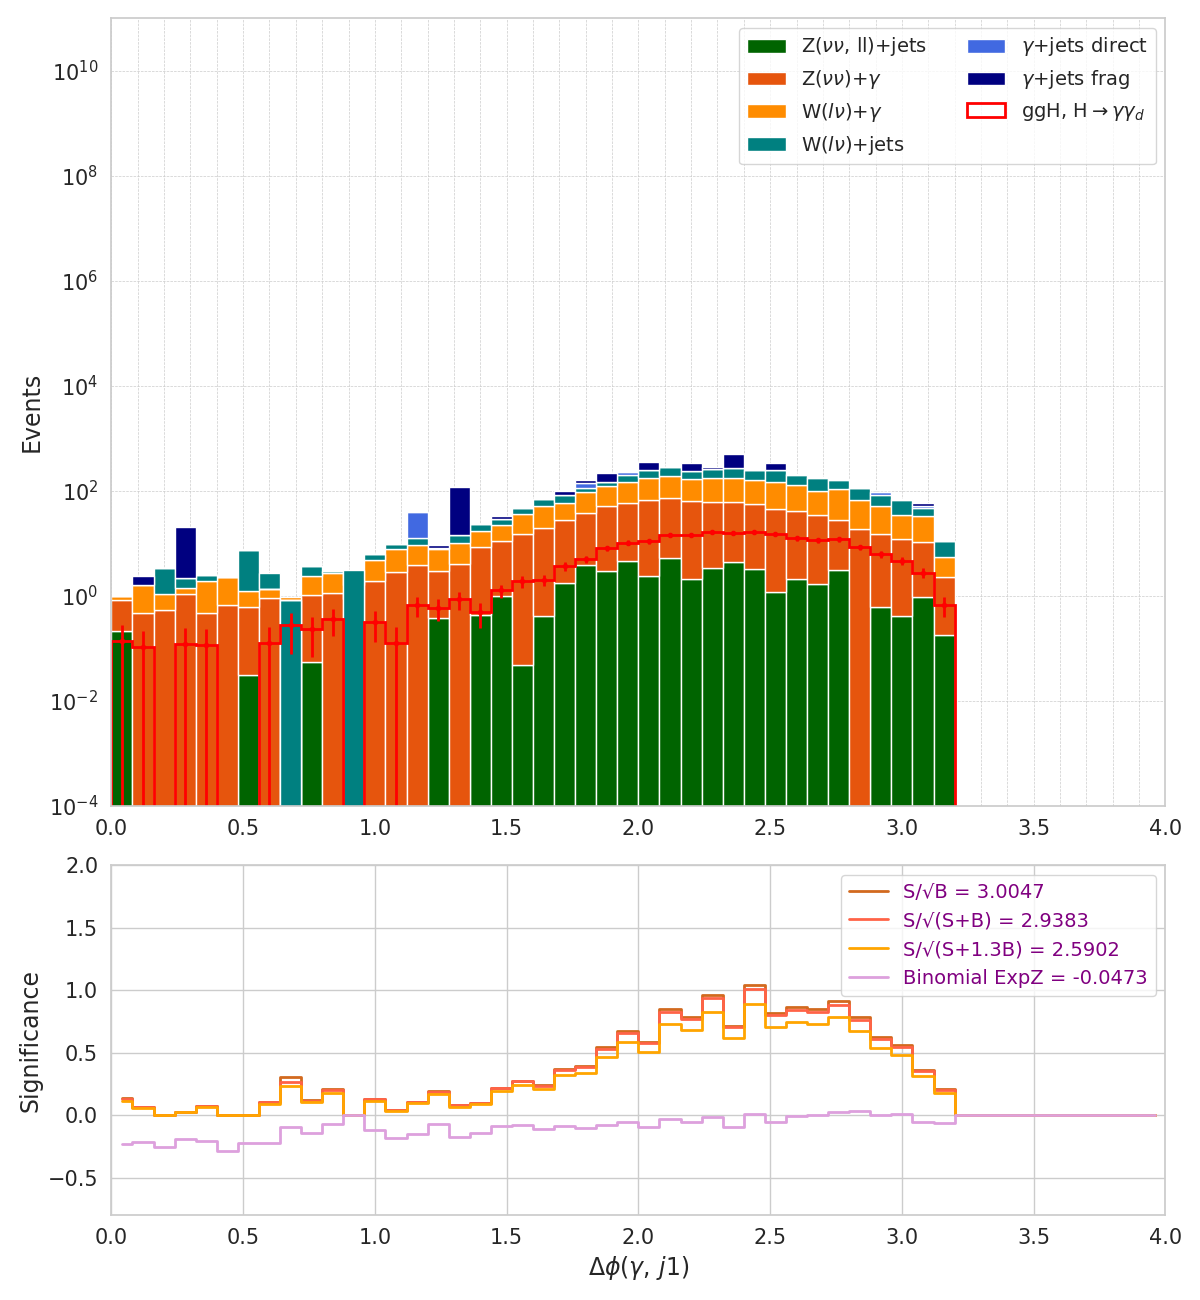 Z(νν, ll)+jets
Z(νν)+γ
W(lν)+γ
W(lν)+jets
γ+jets direct
γ+jets frag
ggH, H→γγ_d
Events
10^10
10^8
10^6
10^4
10^2
10^0
10^−2
10^−4
0.0 0.5 1.0 1.5 2.0 2.5 3.0 3.5 4.0
S/√B = 3.0047
S/√(S+B) = 2.9383
S/√(S+1.3B) = 2.5902
Binomial ExpZ = -0.0473
Significance
2.0
1.5
1.0
0.5
0.0
−0.5
0.0 0.5 1.0 1.5 2.0 2.5 3.0 3.5 4.0
Δϕ(γ, j1)